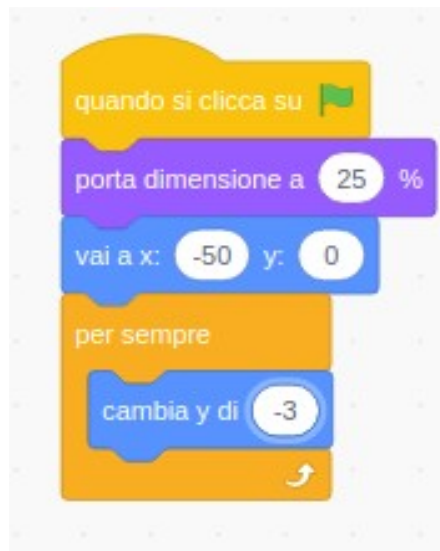 quando si clicca su
porta dimensione a 25 %
vai a x: -50 y: 0
per sempre
cambia y di -3